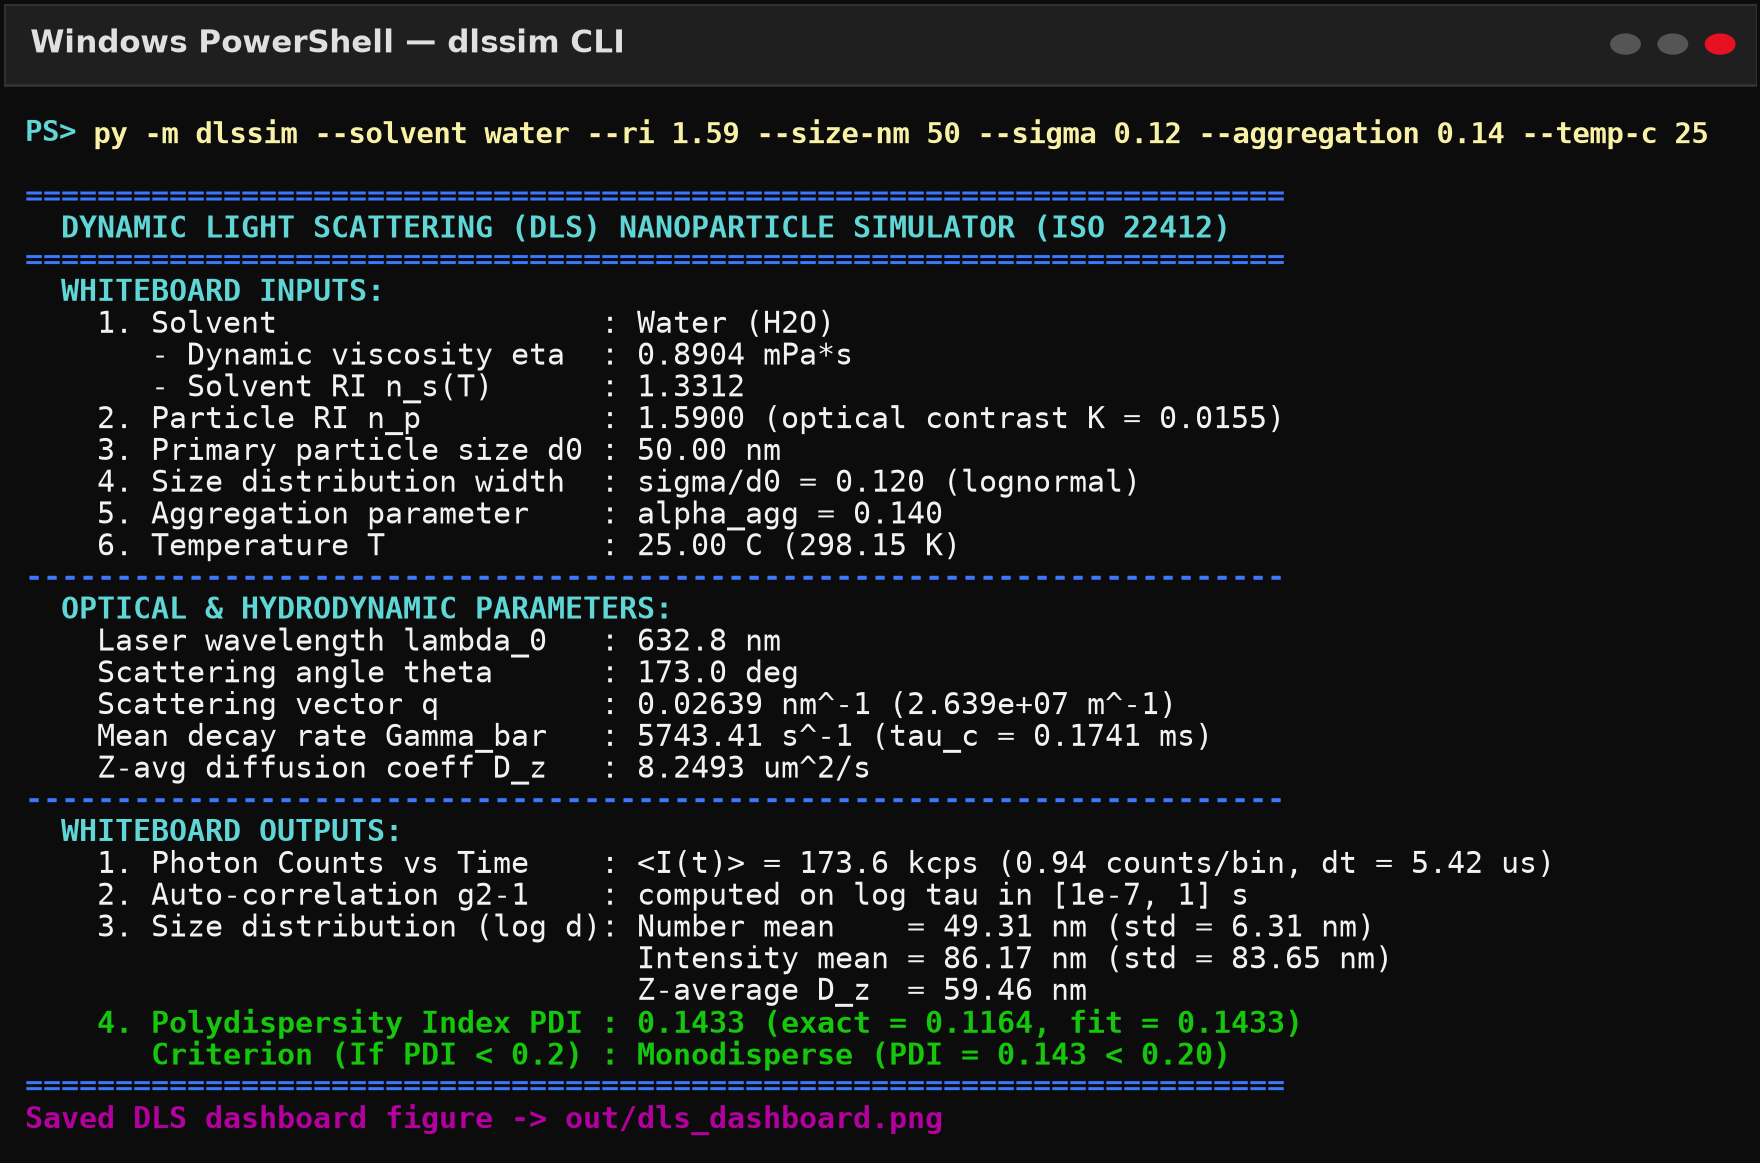 Windows PowerShell — dlssim CLI
PS> py -m dlssim --solvent water --ri 1.59 --size-nm 50 --sigma 0.12 --aggregation 0.14 --temp-c 25
======================================================================
  DYNAMIC LIGHT SCATTERING (DLS) NANOPARTICLE SIMULATOR (ISO 22412)
======================================================================
  WHITEBOARD INPUTS:
    1. Solvent                  : Water (H2O)
       - Dynamic viscosity eta  : 0.8904 mPa*s
       - Solvent RI n_s(T)      : 1.3312
    2. Particle RI n_p          : 1.5900 (optical contrast K = 0.0155)
    3. Primary particle size d0 : 50.00 nm
    4. Size distribution width  : sigma/d0 = 0.120 (lognormal)
    5. Aggregation parameter    : alpha_agg = 0.140
    6. Temperature T            : 25.00 C (298.15 K)
----------------------------------------------------------------------
  OPTICAL & HYDRODYNAMIC PARAMETERS:
    Laser wavelength lambda_0   : 632.8 nm
    Scattering angle theta      : 173.0 deg
    Scattering vector q         : 0.02639 nm^-1 (2.639e+07 m^-1)
    Mean decay rate Gamma_bar   : 5743.41 s^-1 (tau_c = 0.1741 ms)
    Z-avg diffusion coeff D_z   : 8.2493 um^2/s
----------------------------------------------------------------------
  WHITEBOARD OUTPUTS:
    1. Photon Counts vs Time    : <I(t)> = 173.6 kcps (0.94 counts/bin, dt = 5.42 us)
    2. Auto-correlation g2-1    : computed on log tau in [1e-7, 1] s
    3. Size distribution (log d): Number mean    = 49.31 nm (std = 6.31 nm)
                                  Intensity mean = 86.17 nm (std = 83.65 nm)
                                  Z-average D_z  = 59.46 nm
    4. Polydispersity Index PDI : 0.1433 (exact = 0.1164, fit = 0.1433)
       Criterion (If PDI < 0.2) : Monodisperse (PDI = 0.143 < 0.20)
======================================================================
Saved DLS dashboard figure -> out/dls_dashboard.png